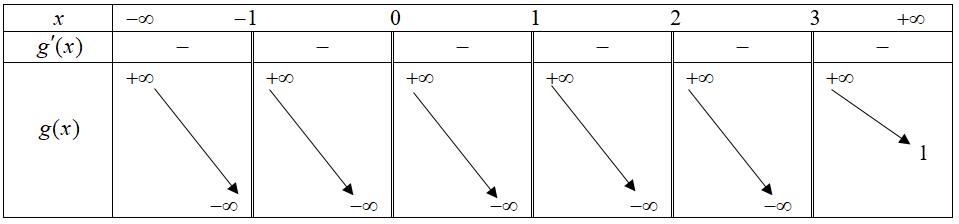 x −∞ −1 0 1 2 3 +∞
g′(x) − − − − − −
+∞ +∞ +∞ +∞ +∞ +∞
g(x)
1
−∞ −∞ −∞ −∞ −∞